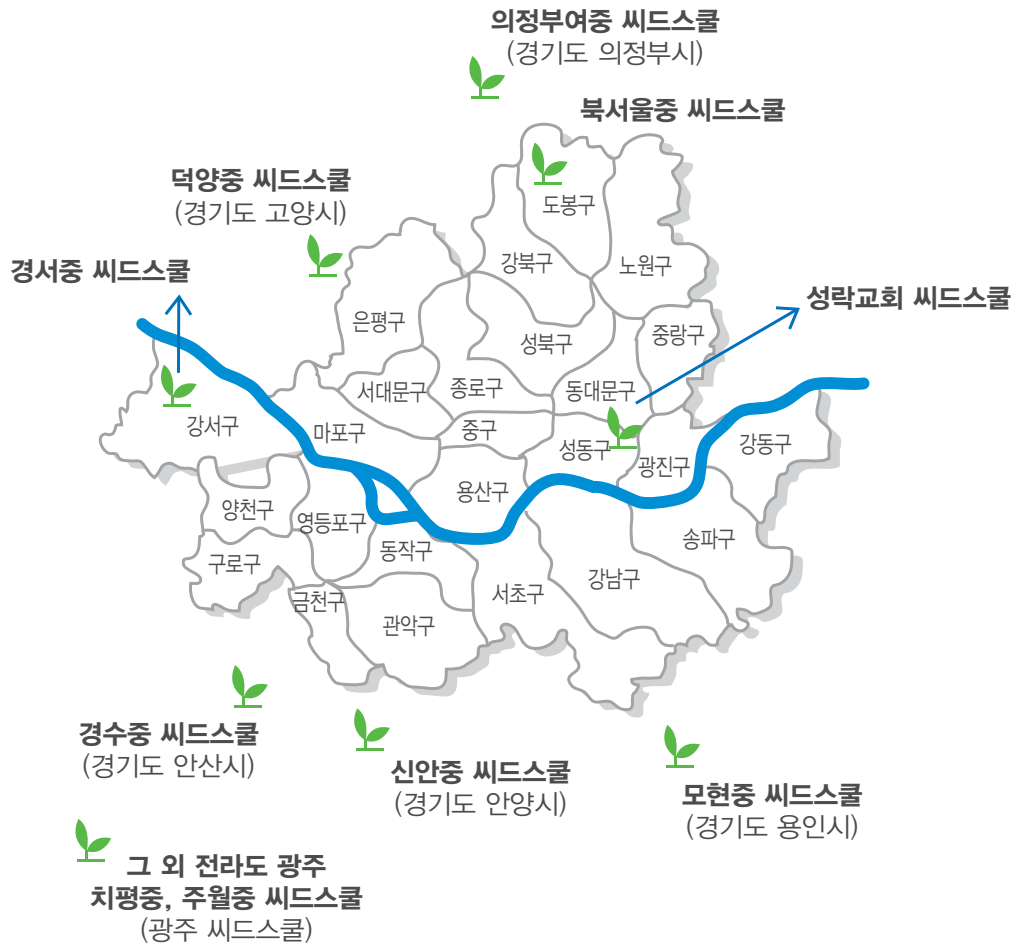 의정부여중 씨드스쿨
(경기도 의정부시)
북서울중 씨드스쿨
덕양중 씨드스쿨
(경기도 고양시)
도봉구
경서중 씨드스쿨
강북구
노원구
성락교회 씨드스쿨
은평구
성북구
중랑구
서대문구
종로구
동대문구
강서구
마포구
중구
성동구
광진구
강동구
양천구
영등포구
용산구
동작구
송파구
구로구
금천구
관악구
서초구
강남구
경수중 씨드스쿨
(경기도 안산시)
신안중 씨드스쿨
(경기도 안양시)
모현중 씨드스쿨
(경기도 용인시)
그 외 전라도 광주
치평중, 주월중 씨드스쿨
(광주 씨드스쿨)